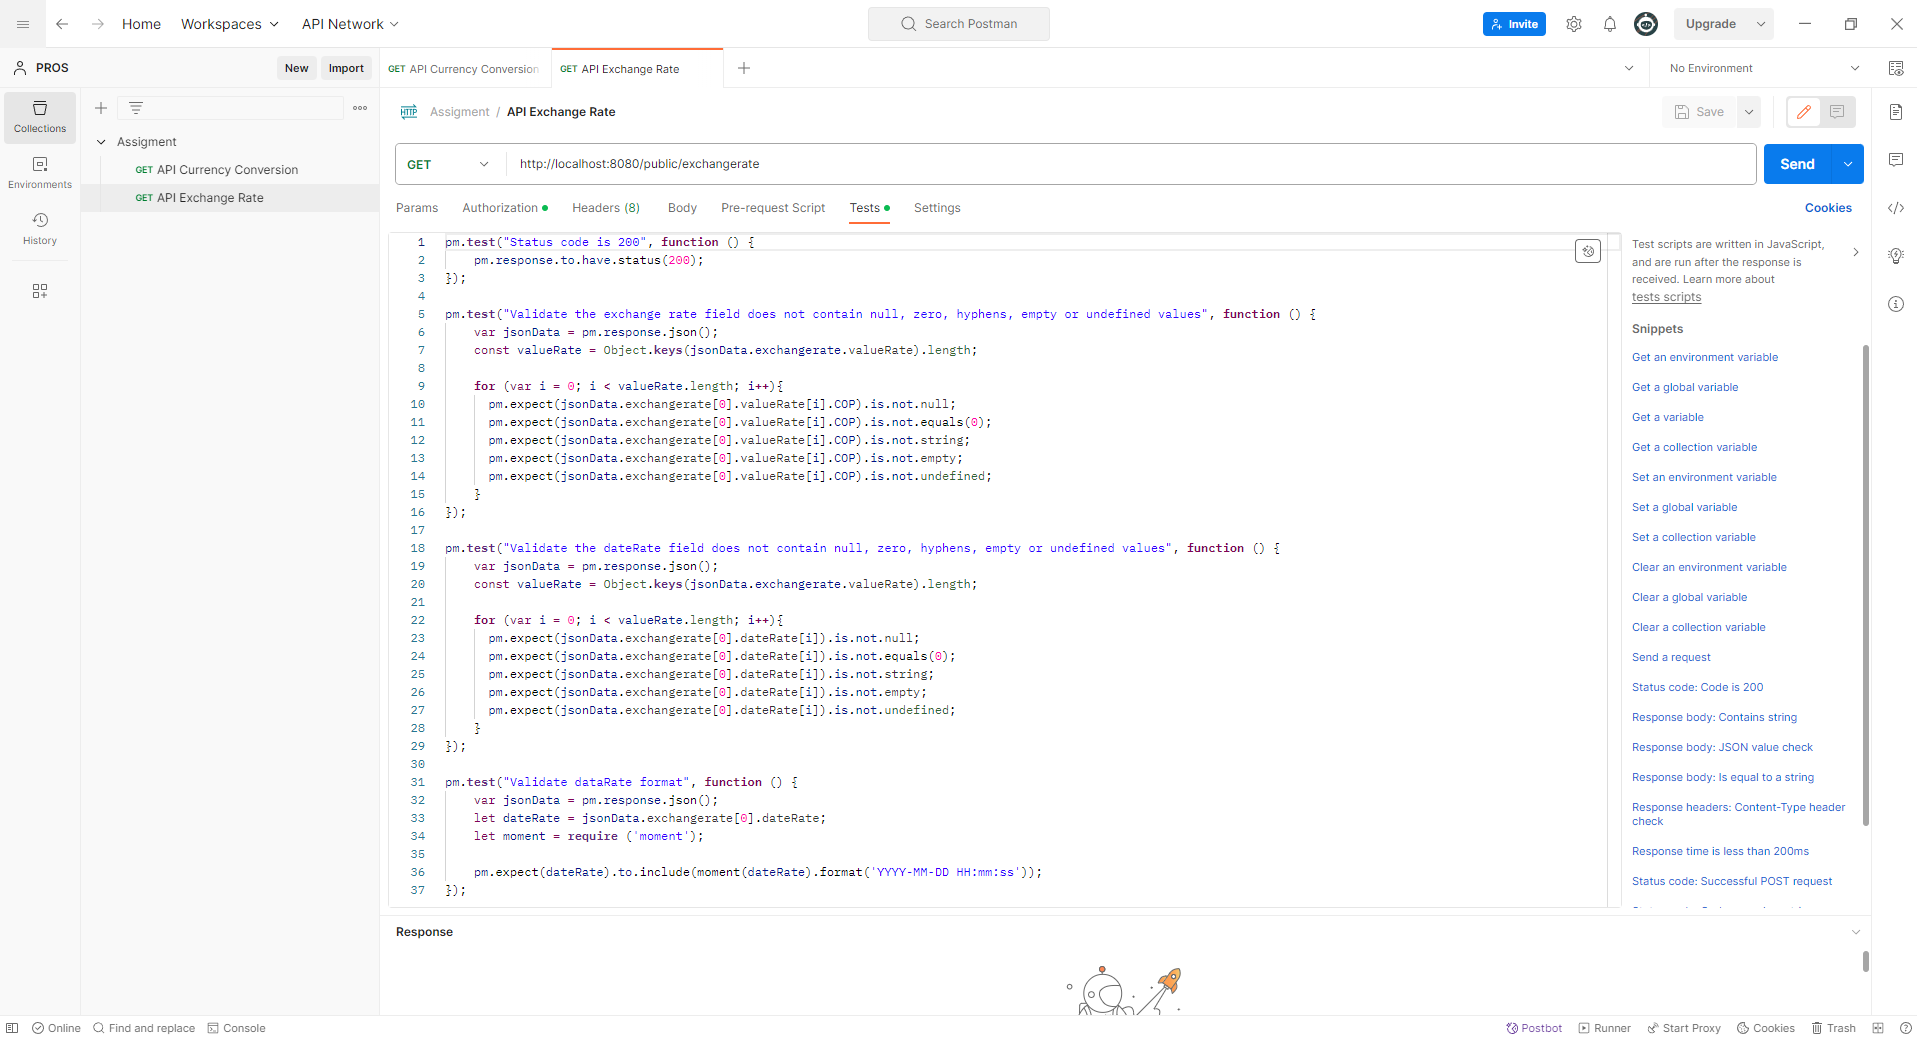 Home
Workspaces
API Network
Search Postman
Invite
Upgrade
PROS
New
Import
GET API Currency Conversion
GET API Exchange Rate
No Environment
Collections
Environments
History
Assigment
GET API Currency Conversion
GET API Exchange Rate
HTTP
Assigment / API Exchange Rate
Save
GET
http://localhost:8080/public/exchangerate
Send
Params
Authorization
Headers (8)
Body
Pre-request Script
Tests
Settings
Cookies
1 pm.test("Status code is 200", function () {
2 pm.response.to.have.status(200);
3 });
4
5 pm.test("Validate the exchange rate field does not contain null, zero, hyphens, empty or undefined values", function () {
6 var jsonData = pm.response.json();
7 const valueRate = Object.keys(jsonData.exchangerate.valueRate).length;
8
9 for (var i = 0; i < valueRate.length; i++){
10 pm.expect(jsonData.exchangerate[0].valueRate[i].COP).is.not.null;
11 pm.expect(jsonData.exchangerate[0].valueRate[i].COP).is.not.equals(0);
12 pm.expect(jsonData.exchangerate[0].valueRate[i].COP).is.not.string;
13 pm.expect(jsonData.exchangerate[0].valueRate[i].COP).is.not.empty;
14 pm.expect(jsonData.exchangerate[0].valueRate[i].COP).is.not.undefined;
15 }
16 });
17
18 pm.test("Validate the dateRate field does not contain null, zero, hyphens, empty or undefined values", function () {
19 var jsonData = pm.response.json();
20 const valueRate = Object.keys(jsonData.exchangerate.valueRate).length;
21
22 for (var i = 0; i < valueRate.length; i++){
23 pm.expect(jsonData.exchangerate[0].dateRate[i]).is.not.null;
24 pm.expect(jsonData.exchangerate[0].dateRate[i]).is.not.equals(0);
25 pm.expect(jsonData.exchangerate[0].dateRate[i]).is.not.string;
26 pm.expect(jsonData.exchangerate[0].dateRate[i]).is.not.empty;
27 pm.expect(jsonData.exchangerate[0].dateRate[i]).is.not.undefined;
28 }
29 });
30
31 pm.test("Validate dataRate format", function () {
32 var jsonData = pm.response.json();
33 let dateRate = jsonData.exchangerate[0].dateRate;
34 let moment = require ('moment');
35
36 pm.expect(dateRate).to.include(moment(dateRate).format('YYYY-MM-DD HH:mm:ss'));
37 });
Test scripts are written in JavaScript,
and are run after the response is
received. Learn more about
tests scripts
Snippets
Get an environment variable
Get a global variable
Get a variable
Get a collection variable
Set an environment variable
Set a global variable
Set a collection variable
Clear an environment variable
Clear a global variable
Clear a collection variable
Send a request
Status code: Code is 200
Response body: Contains string
Response body: JSON value check
Response body: Is equal to a string
Response headers: Content-Type header
check
Response time is less than 200ms
Status code: Successful POST request
Response
Online
Find and replace
Console
Postbot
Runner
Start Proxy
Cookies
Trash